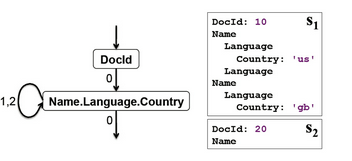 DocId
0
1,2
Name.Language.Country
0
DocId: 10 s1
Name
Language
Country: 'us'
Language
Name
Language
Country: 'gb'
DocId: 20 s2
Name